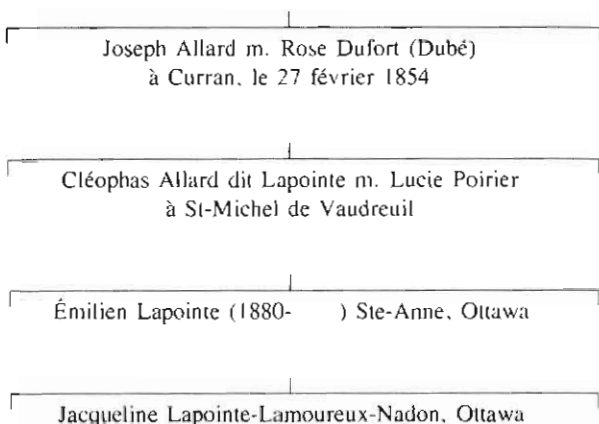 Joseph Allard m. Rose Dufort (Dubé)
à Curran, le 27 février 1854
Cléophas Allard dit Lapointe m. Lucie Poirier
à St-Michel de Vaudreuil
Émilien Lapointe (1880-      ) Ste-Anne, Ottawa
Jacqueline Lapointe-Lamoureux-Nadon, Ottawa